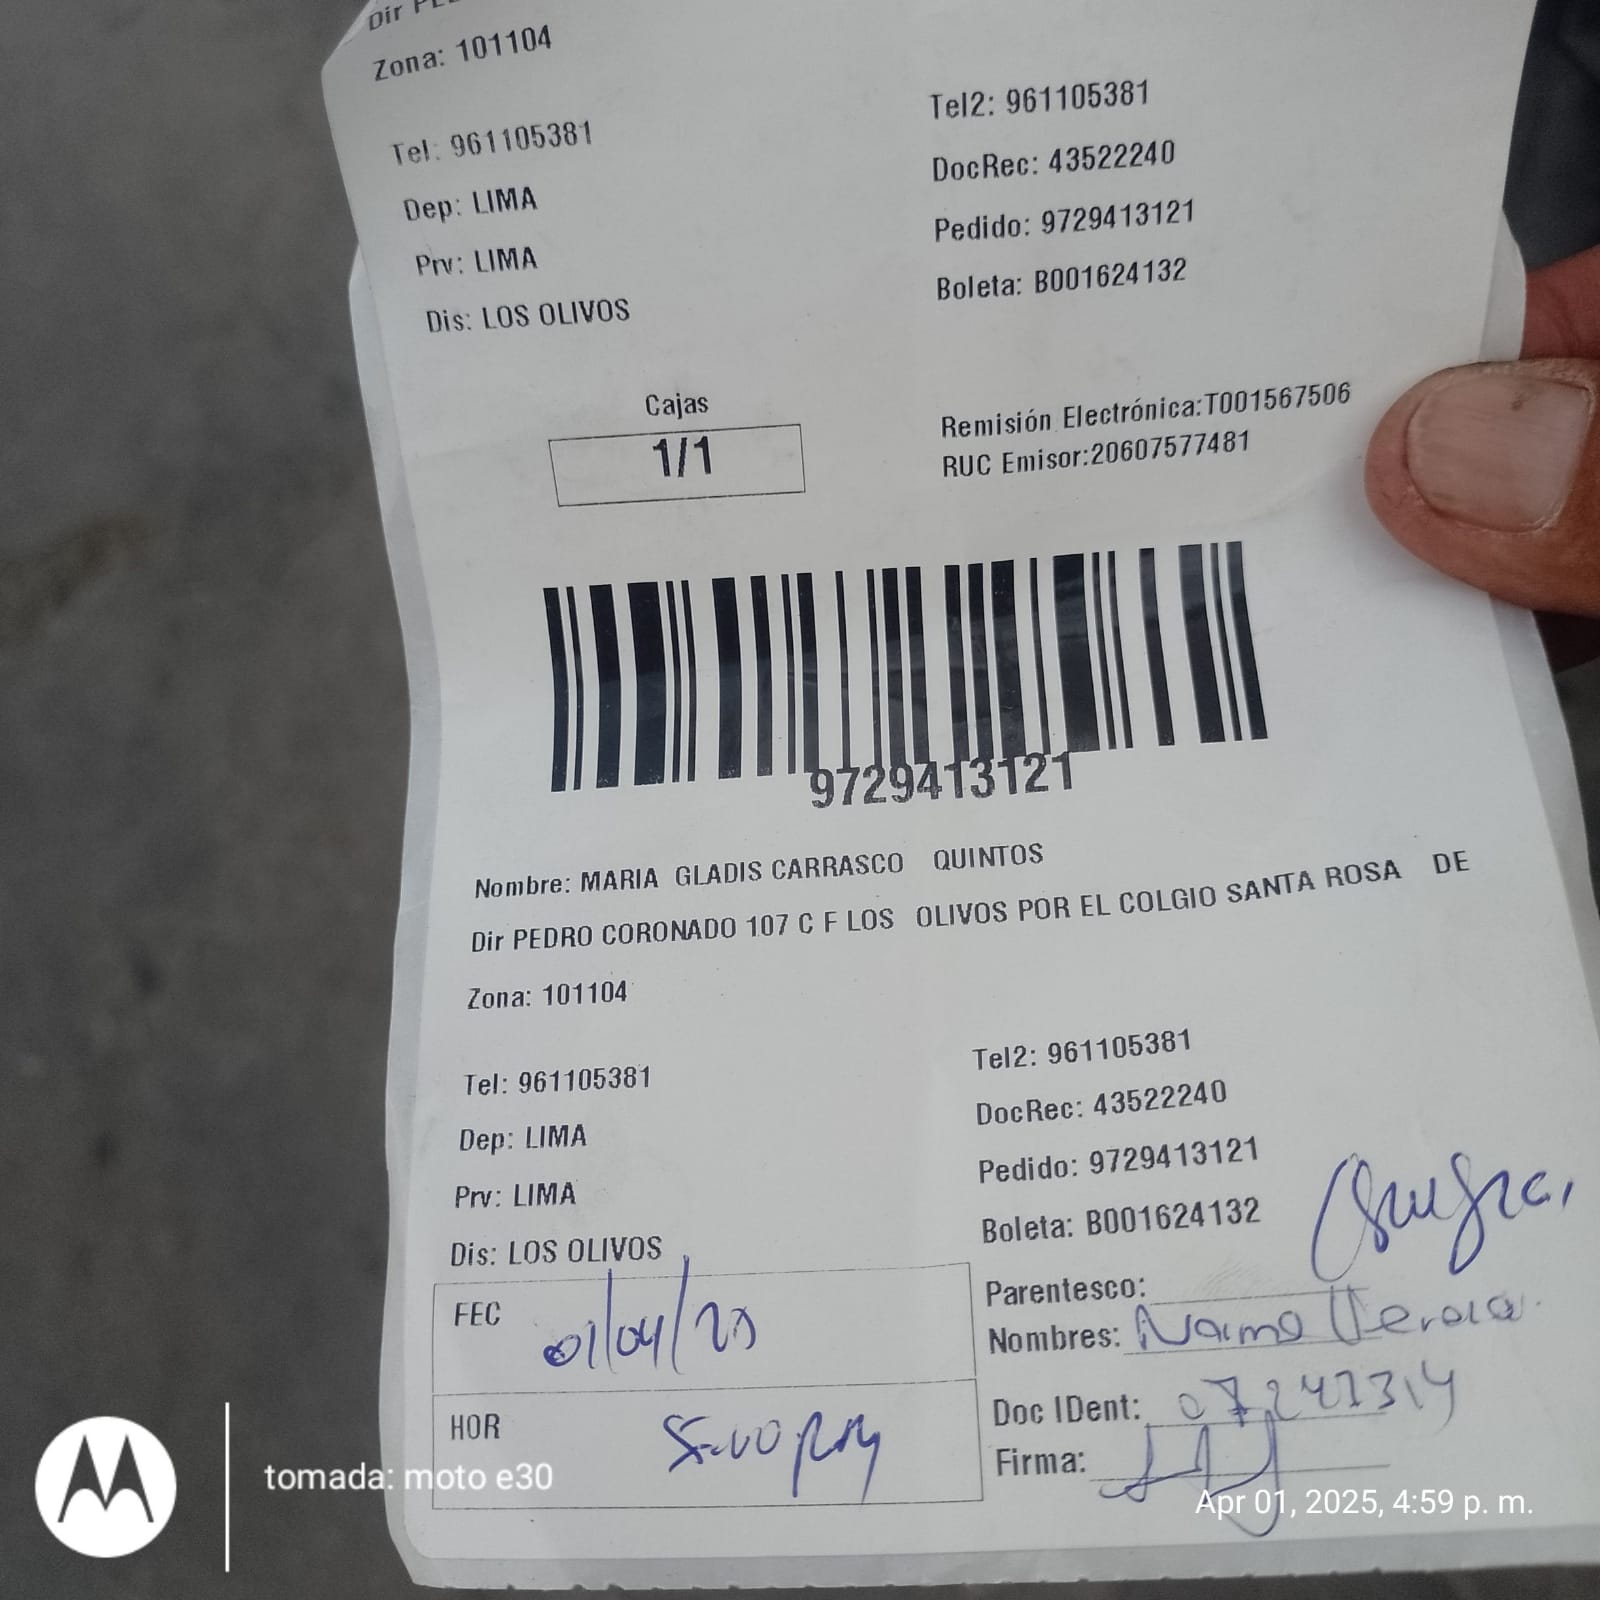 Dir
Zona: 101104
Tel: 961105381
Dep: LIMA
Prv: LIMA
Dis: LOS OLIVOS
Tel2: 961105381
DocRec: 43522240
Pedido: 9729413121
Boleta: B001624132
Cajas
1/1
Remisión Electrónica:T001567506
RUC Emisor:20607577481
9729413121
Nombre: MARIA GLADIS CARRASCO QUINTOS
Dir PEDRO CORONADO 107 C F LOS OLIVOS POR EL COLGIO SANTA ROSA DE
Zona: 101104
Tel: 961105381
Dep: LIMA
Prv: LIMA
Dis: LOS OLIVOS
Tel2: 961105381
DocRec: 43522240
Pedido: 9729413121
Boleta: B001624132
FEC 01/04/25
HOR 5:00 pm
Parentesco:
Nombres:
Doc IDent:
Firma:
tomada: moto e30
Apr 01, 2025, 4:59 p. m.